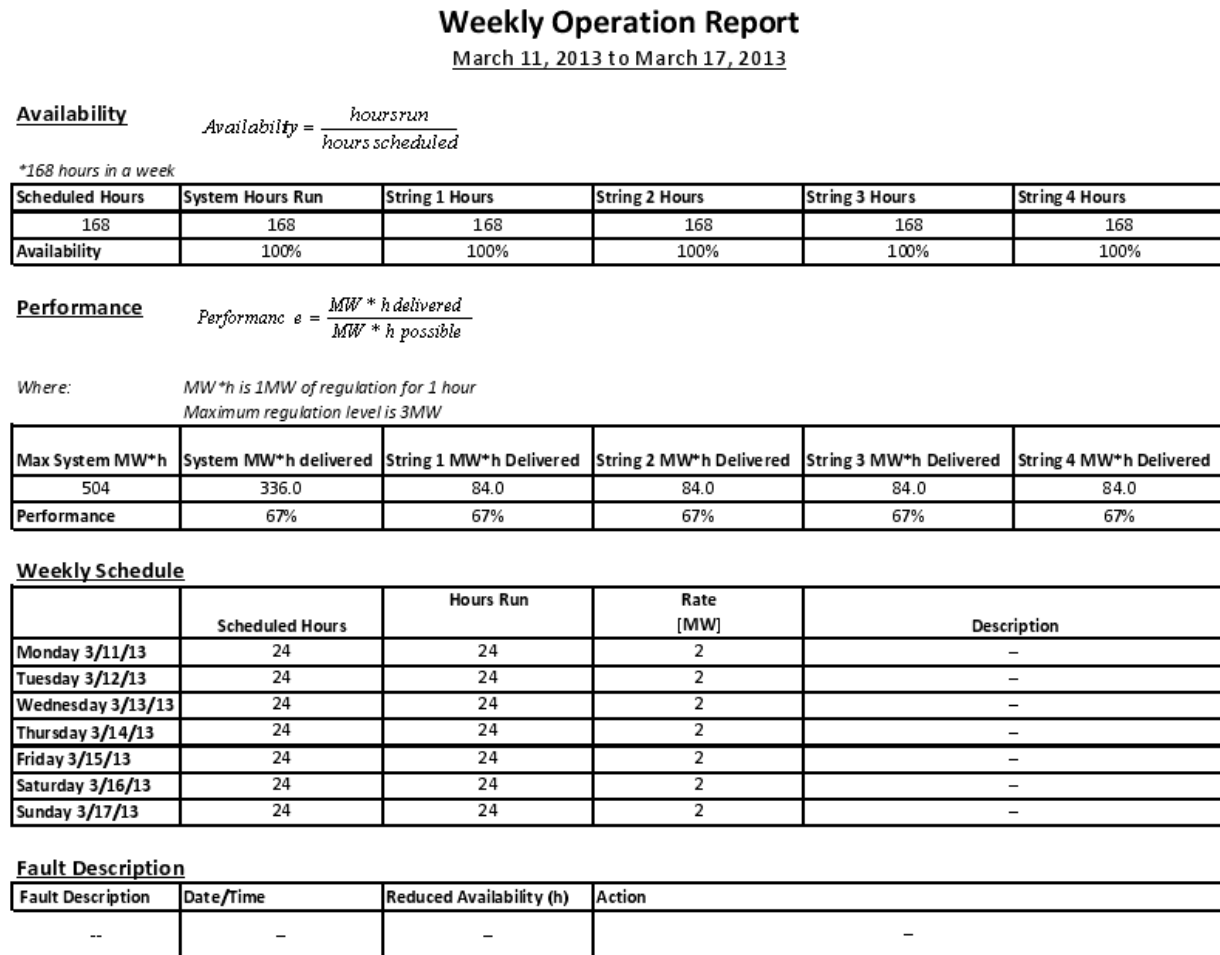 Weekly Operation Report
March 11, 2013 to March 17, 2013
Availability
Availabilty = hours run / hours scheduled
*168 hours in a week
Scheduled Hours System Hours Run String 1 Hours String 2 Hours String 3 Hours String 4 Hours
168 168 168 168 168 168
Availability 100% 100% 100% 100% 100%
Performance
Performanc e = MW * h delivered / MW * h possible
Where: MW*h is 1MW of regulation for 1 hour
Maximum regulation level is 3MW
Max System MW*h System MW*h delivered String 1 MW*h Delivered String 2 MW*h Delivered String 3 MW*h Delivered String 4 MW*h Delivered
504 336.0 84.0 84.0 84.0 84.0
Performance 67% 67% 67% 67% 67%
Weekly Schedule
Scheduled Hours Hours Run Rate [MW] Description
Monday 3/11/13 24 24 2 –
Tuesday 3/12/13 24 24 2 –
Wednesday 3/13/13 24 24 2 –
Thursday 3/14/13 24 24 2 –
Friday 3/15/13 24 24 2 –
Saturday 3/16/13 24 24 2 –
Sunday 3/17/13 24 24 2 –
Fault Description
Fault Description Date/Time Reduced Availability (h) Action
-- – – –